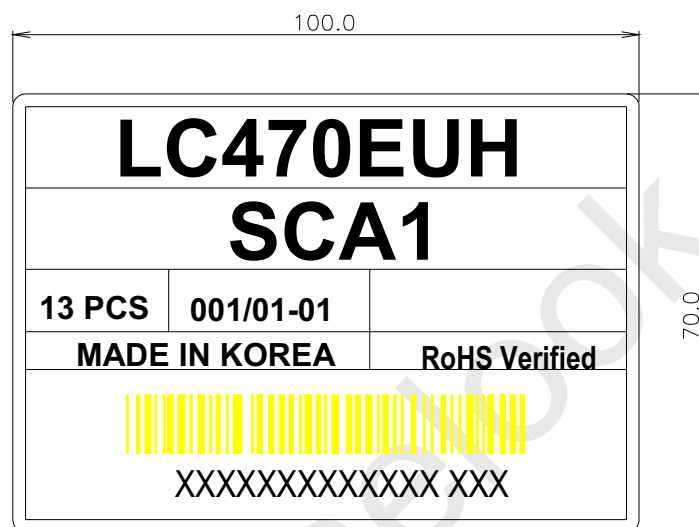 100.0
LC470EUH
SCA1
13 PCS 001/01-01
MADE IN KOREA RoHS Verified
XXXXXXXXXXXXX XXX
70.0